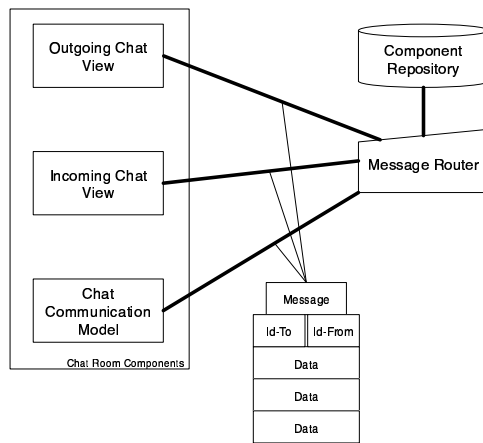 Outgoing Chat
View
Component
Repository
Incoming Chat
View
Message Router
Chat
Communication
Model
Chat Room Components
Message
Id-To
Id-From
Data
Data
Data